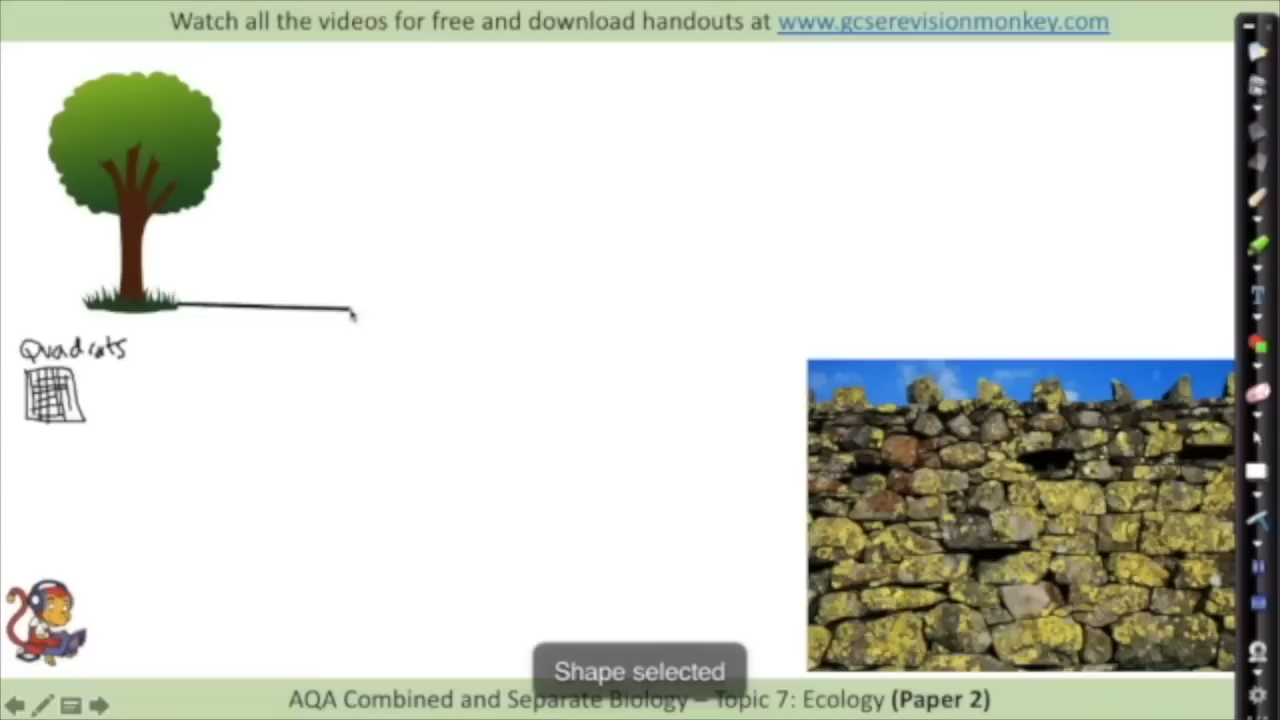 Watch all the videos for free and download handouts at www.gcserevisionmonkey.com
Quadrats
Shape selected
AQA Combined and Separate Biology – Topic 7: Ecology (Paper 2)